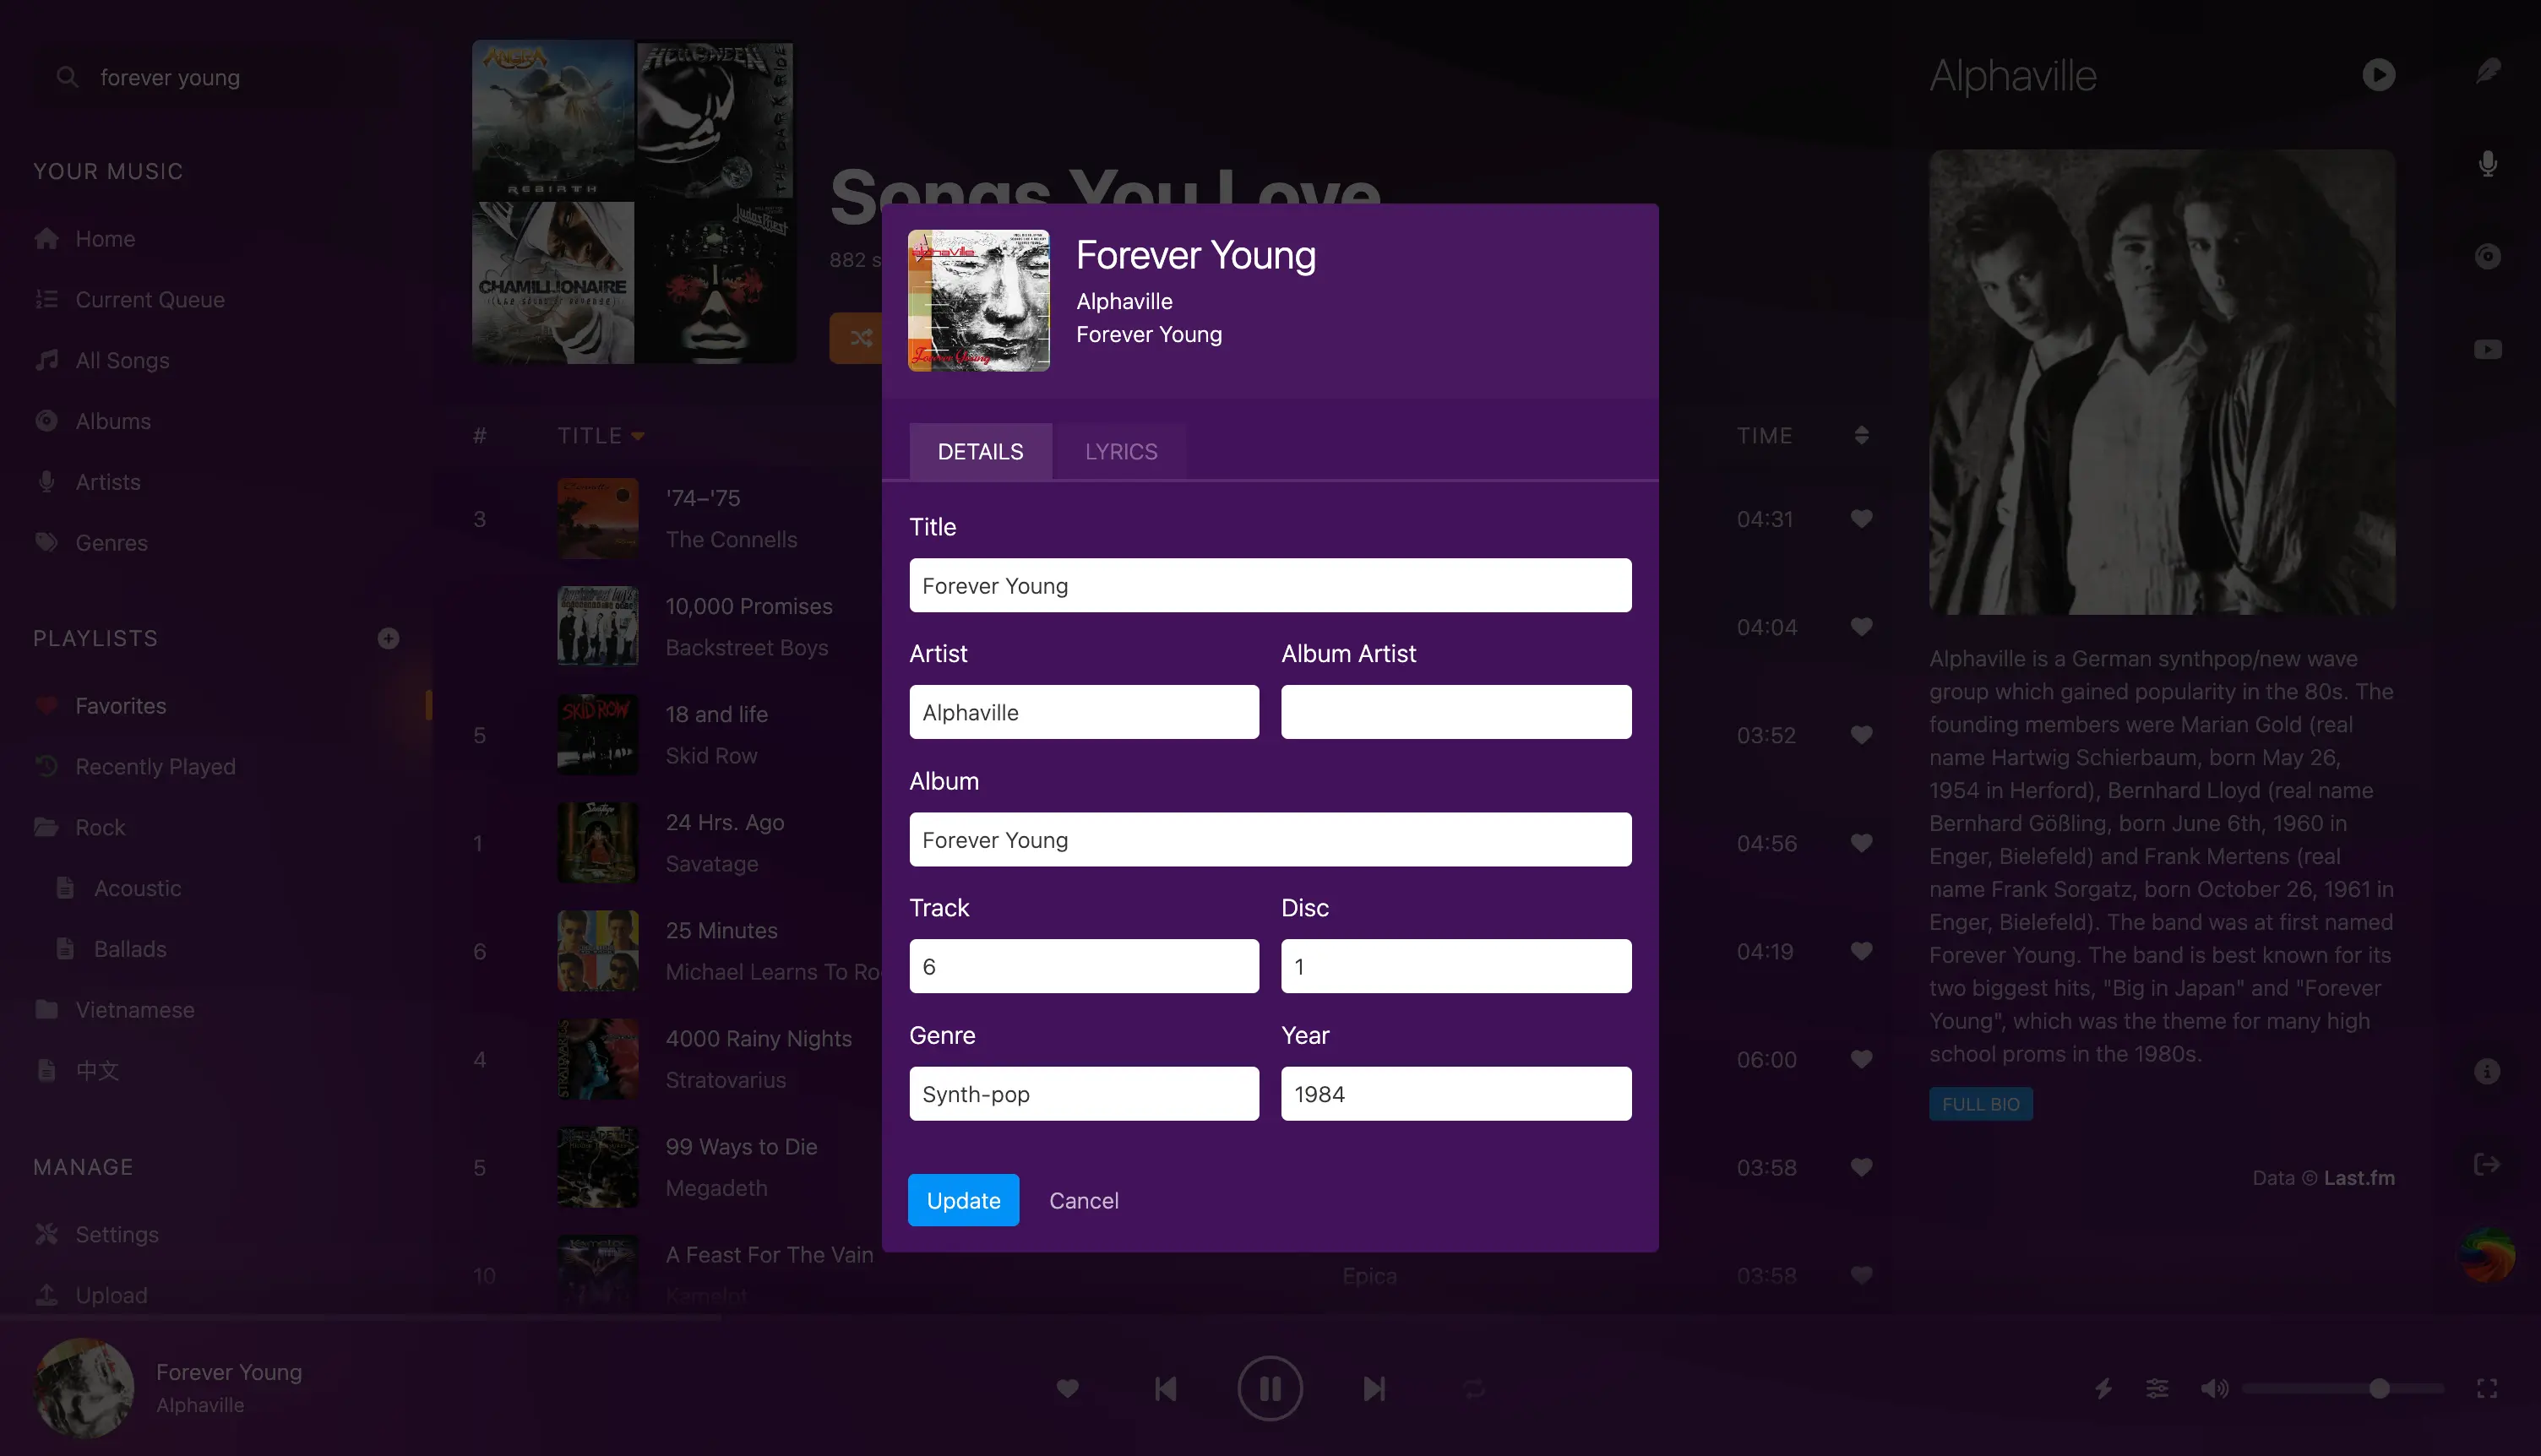 forever young
YOUR MUSIC
Home
Current Queue
All Songs
Albums
Artists
Genres
PLAYLISTS
Favorites
Recently Played
Rock
Acoustic
Ballads
Vietnamese
中文
MANAGE
Settings
Upload
ANGRA
REBIRTH
HELLOWEEN
THE DARK RIDE
CHAMILLIONAIRE
Judas Priest
Songs You Love
882 s
# TITLE TIME
3 '74–'75 04:31
The Connells
10,000 Promises 04:04
Backstreet Boys
5 18 and life 03:52
Skid Row
1 24 Hrs. Ago 04:56
Savatage
6 25 Minutes 04:19
Michael Learns To Ro
4 4000 Rainy Nights 06:00
Stratovarius
5 99 Ways to Die 03:58
Megadeth
10 A Feast For The Vain Epica 03:58
Kamelot
Forever Young
Alphaville
Forever Young
DETAILS LYRICS
Title
Forever Young
Artist Album Artist
Alphaville
Album
Forever Young
Track Disc
6 1
Genre Year
Synth-pop 1984
Update Cancel
Alphaville
Alphaville is a German synthpop/new wave
group which gained popularity in the 80s. The
founding members were Marian Gold (real
name Hartwig Schierbaum, born May 26,
1954 in Herford), Bernhard Lloyd (real name
Bernhard Gößling, born June 6th, 1960 in
Enger, Bielefeld) and Frank Mertens (real
name Frank Sorgatz, born October 26, 1961 in
Enger, Bielefeld). The band was at first named
Forever Young. The band is best known for its
two biggest hits, "Big in Japan" and "Forever
Young", which was the theme for many high
school proms in the 1980s.
FULL BIO
Data © Last.fm
Forever Young
Alphaville